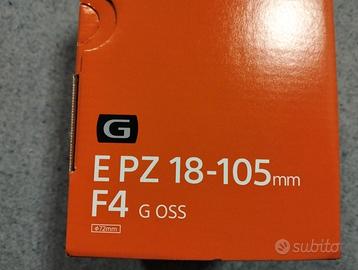 G
E PZ 18-105mm
F4 G OSS
φ72mm
subito